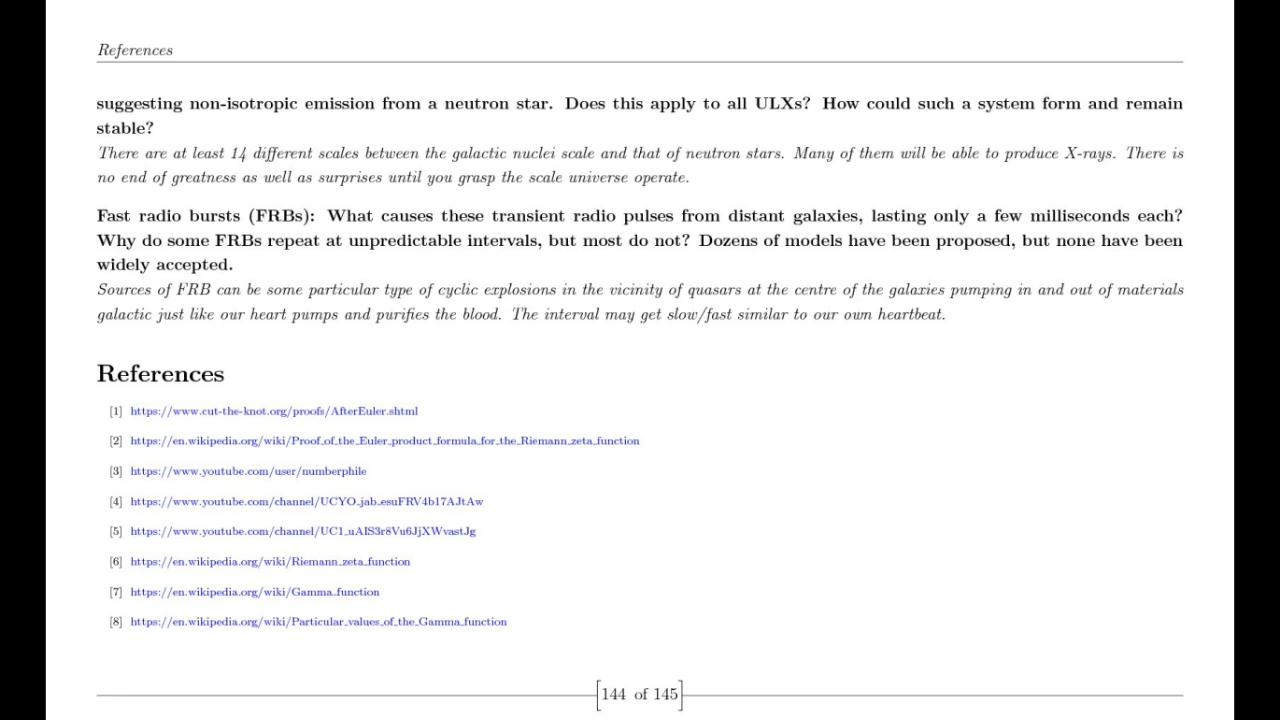 References
suggesting non-isotropic emission from a neutron star. Does this apply to all ULXs? How could such a system form and remain
stable?
There are at least 14 different scales between the galactic nuclei scale and that of neutron stars. Many of them will be able to produce X-rays. There is
no end of greatness as well as surprises until you grasp the scale universe operate.
Fast radio bursts (FRBs): What causes these transient radio pulses from distant galaxies, lasting only a few milliseconds each?
Why do some FRBs repeat at unpredictable intervals, but most do not? Dozens of models have been proposed, but none have been
widely accepted.
Sources of FRB can be some particular type of cyclic explosions in the vicinity of quasars at the centre of the galaxies pumping in and out of materials
galactic just like our heart pumps and purifies the blood. The interval may get slow/fast similar to our own heartbeat.
References
[1] https://www.cut-the-knot.org/proofs/AfterEuler.shtml
[2] https://en.wikipedia.org/wiki/Proof_of_the_Euler_product_formula_for_the_Riemann_zeta_function
[3] https://www.youtube.com/user/numberphile
[4] https://www.youtube.com/channel/UCYO_jab_esuFRV4b17AJtAw
[5] https://www.youtube.com/channel/UC1_uAIS3r8Vu6JjXWvastJg
[6] https://en.wikipedia.org/wiki/Riemann_zeta_function
[7] https://en.wikipedia.org/wiki/Gamma_function
[8] https://en.wikipedia.org/wiki/Particular_values_of_the_Gamma_function
[144 of 145]